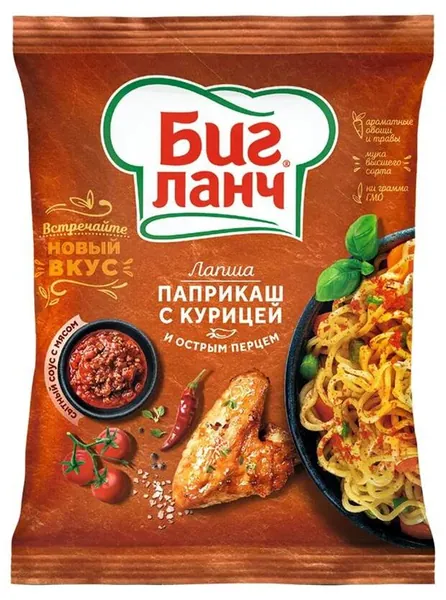 Биг
ланч®
ароматные
овощи
и травы
мука
высшего
сорта
ни грамма
ГМО
Встречайте
НОВЫЙ
ВКУС
Лапша
ПАПРИКАШ
С КУРИЦЕЙ
И ОСТРЫМ ПЕРЦЕМ
СЫТНЫЙ СОУС С МЯСОМ